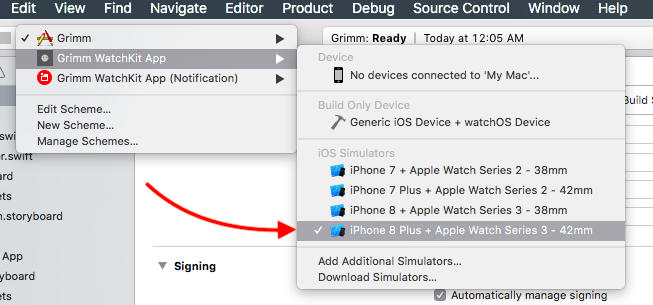 Edit View Find Navigate Editor Product Debug Source Control Window Help
Grimm
Grimm: Ready | Today at 12:05 AM
Grimm WatchKit App
Grimm WatchKit App (Notification)
Edit Scheme...
New Scheme...
Manage Schemes...
Device
No devices connected to 'My Mac'...
Build Only Device
Generic iOS Device + watchOS Device
iOS Simulators
iPhone 7 + Apple Watch Series 2 - 38mm
iPhone 7 Plus + Apple Watch Series 2 - 42mm
iPhone 8 + Apple Watch Series 3 - 38mm
iPhone 8 Plus + Apple Watch Series 3 - 42mm
Add Additional Simulators...
Download Simulators...
Build S
.swift
er.swift
ard
ets
n.storyboard
App
yboard
ets
Signing
Automatically manage signing